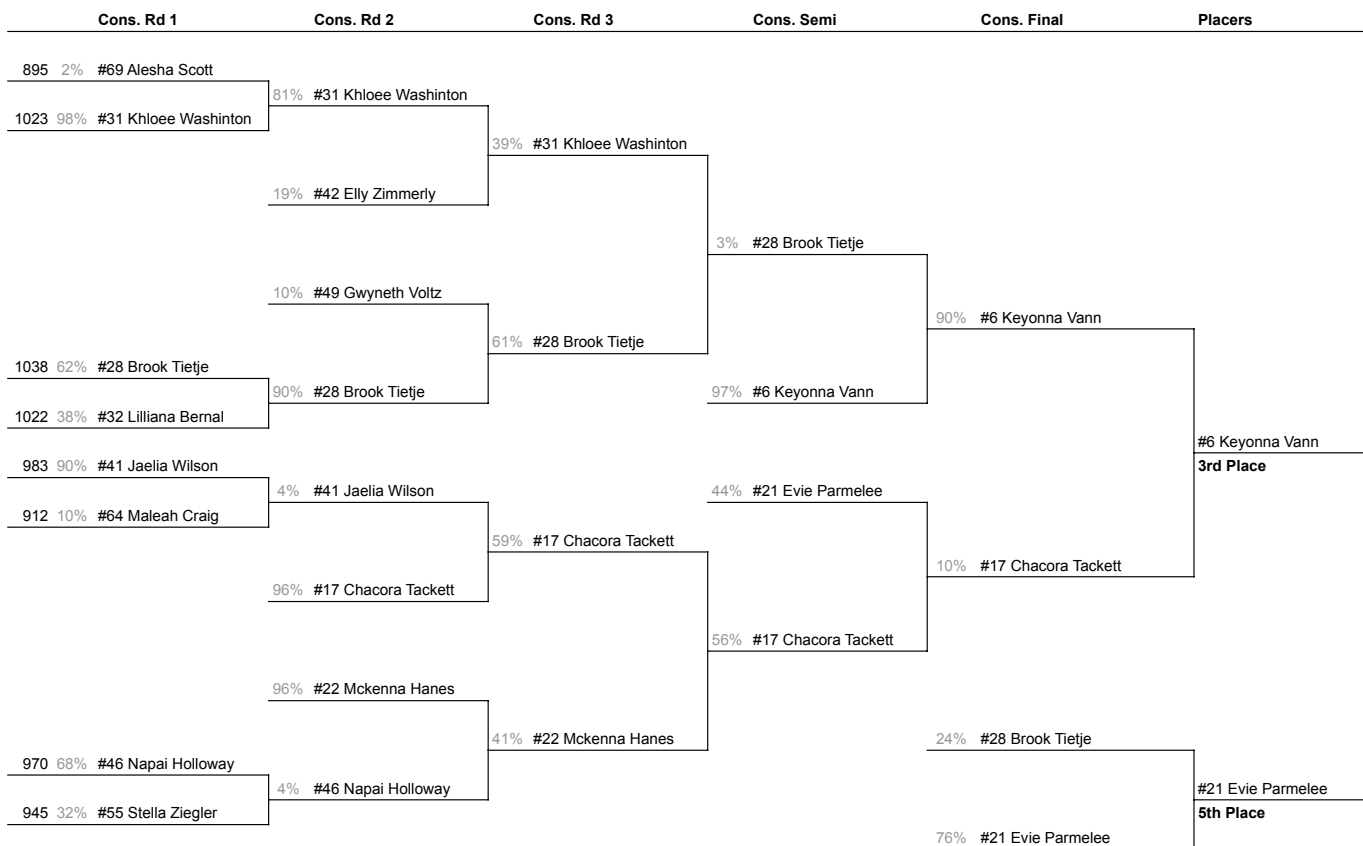 Cons. Rd 1 Cons. Rd 2 Cons. Rd 3 Cons. Semi Cons. Final Placers
895 2% #69 Alesha Scott
81% #31 Khloee Washinton
1023 98% #31 Khloee Washinton
39% #31 Khloee Washinton
19% #42 Elly Zimmerly
3% #28 Brook Tietje
10% #49 Gwyneth Voltz
90% #6 Keyonna Vann
61% #28 Brook Tietje
1038 62% #28 Brook Tietje
90% #28 Brook Tietje 97% #6 Keyonna Vann
1022 38% #32 Lilliana Bernal
#6 Keyonna Vann
983 90% #41 Jaelia Wilson 3rd Place
4% #41 Jaelia Wilson 44% #21 Evie Parmelee
912 10% #64 Maleah Craig
59% #17 Chacora Tackett
10% #17 Chacora Tackett
96% #17 Chacora Tackett
56% #17 Chacora Tackett
96% #22 Mckenna Hanes
41% #22 Mckenna Hanes 24% #28 Brook Tietje
970 68% #46 Napai Holloway
4% #46 Napai Holloway #21 Evie Parmelee
945 32% #55 Stella Ziegler 5th Place
76% #21 Evie Parmelee